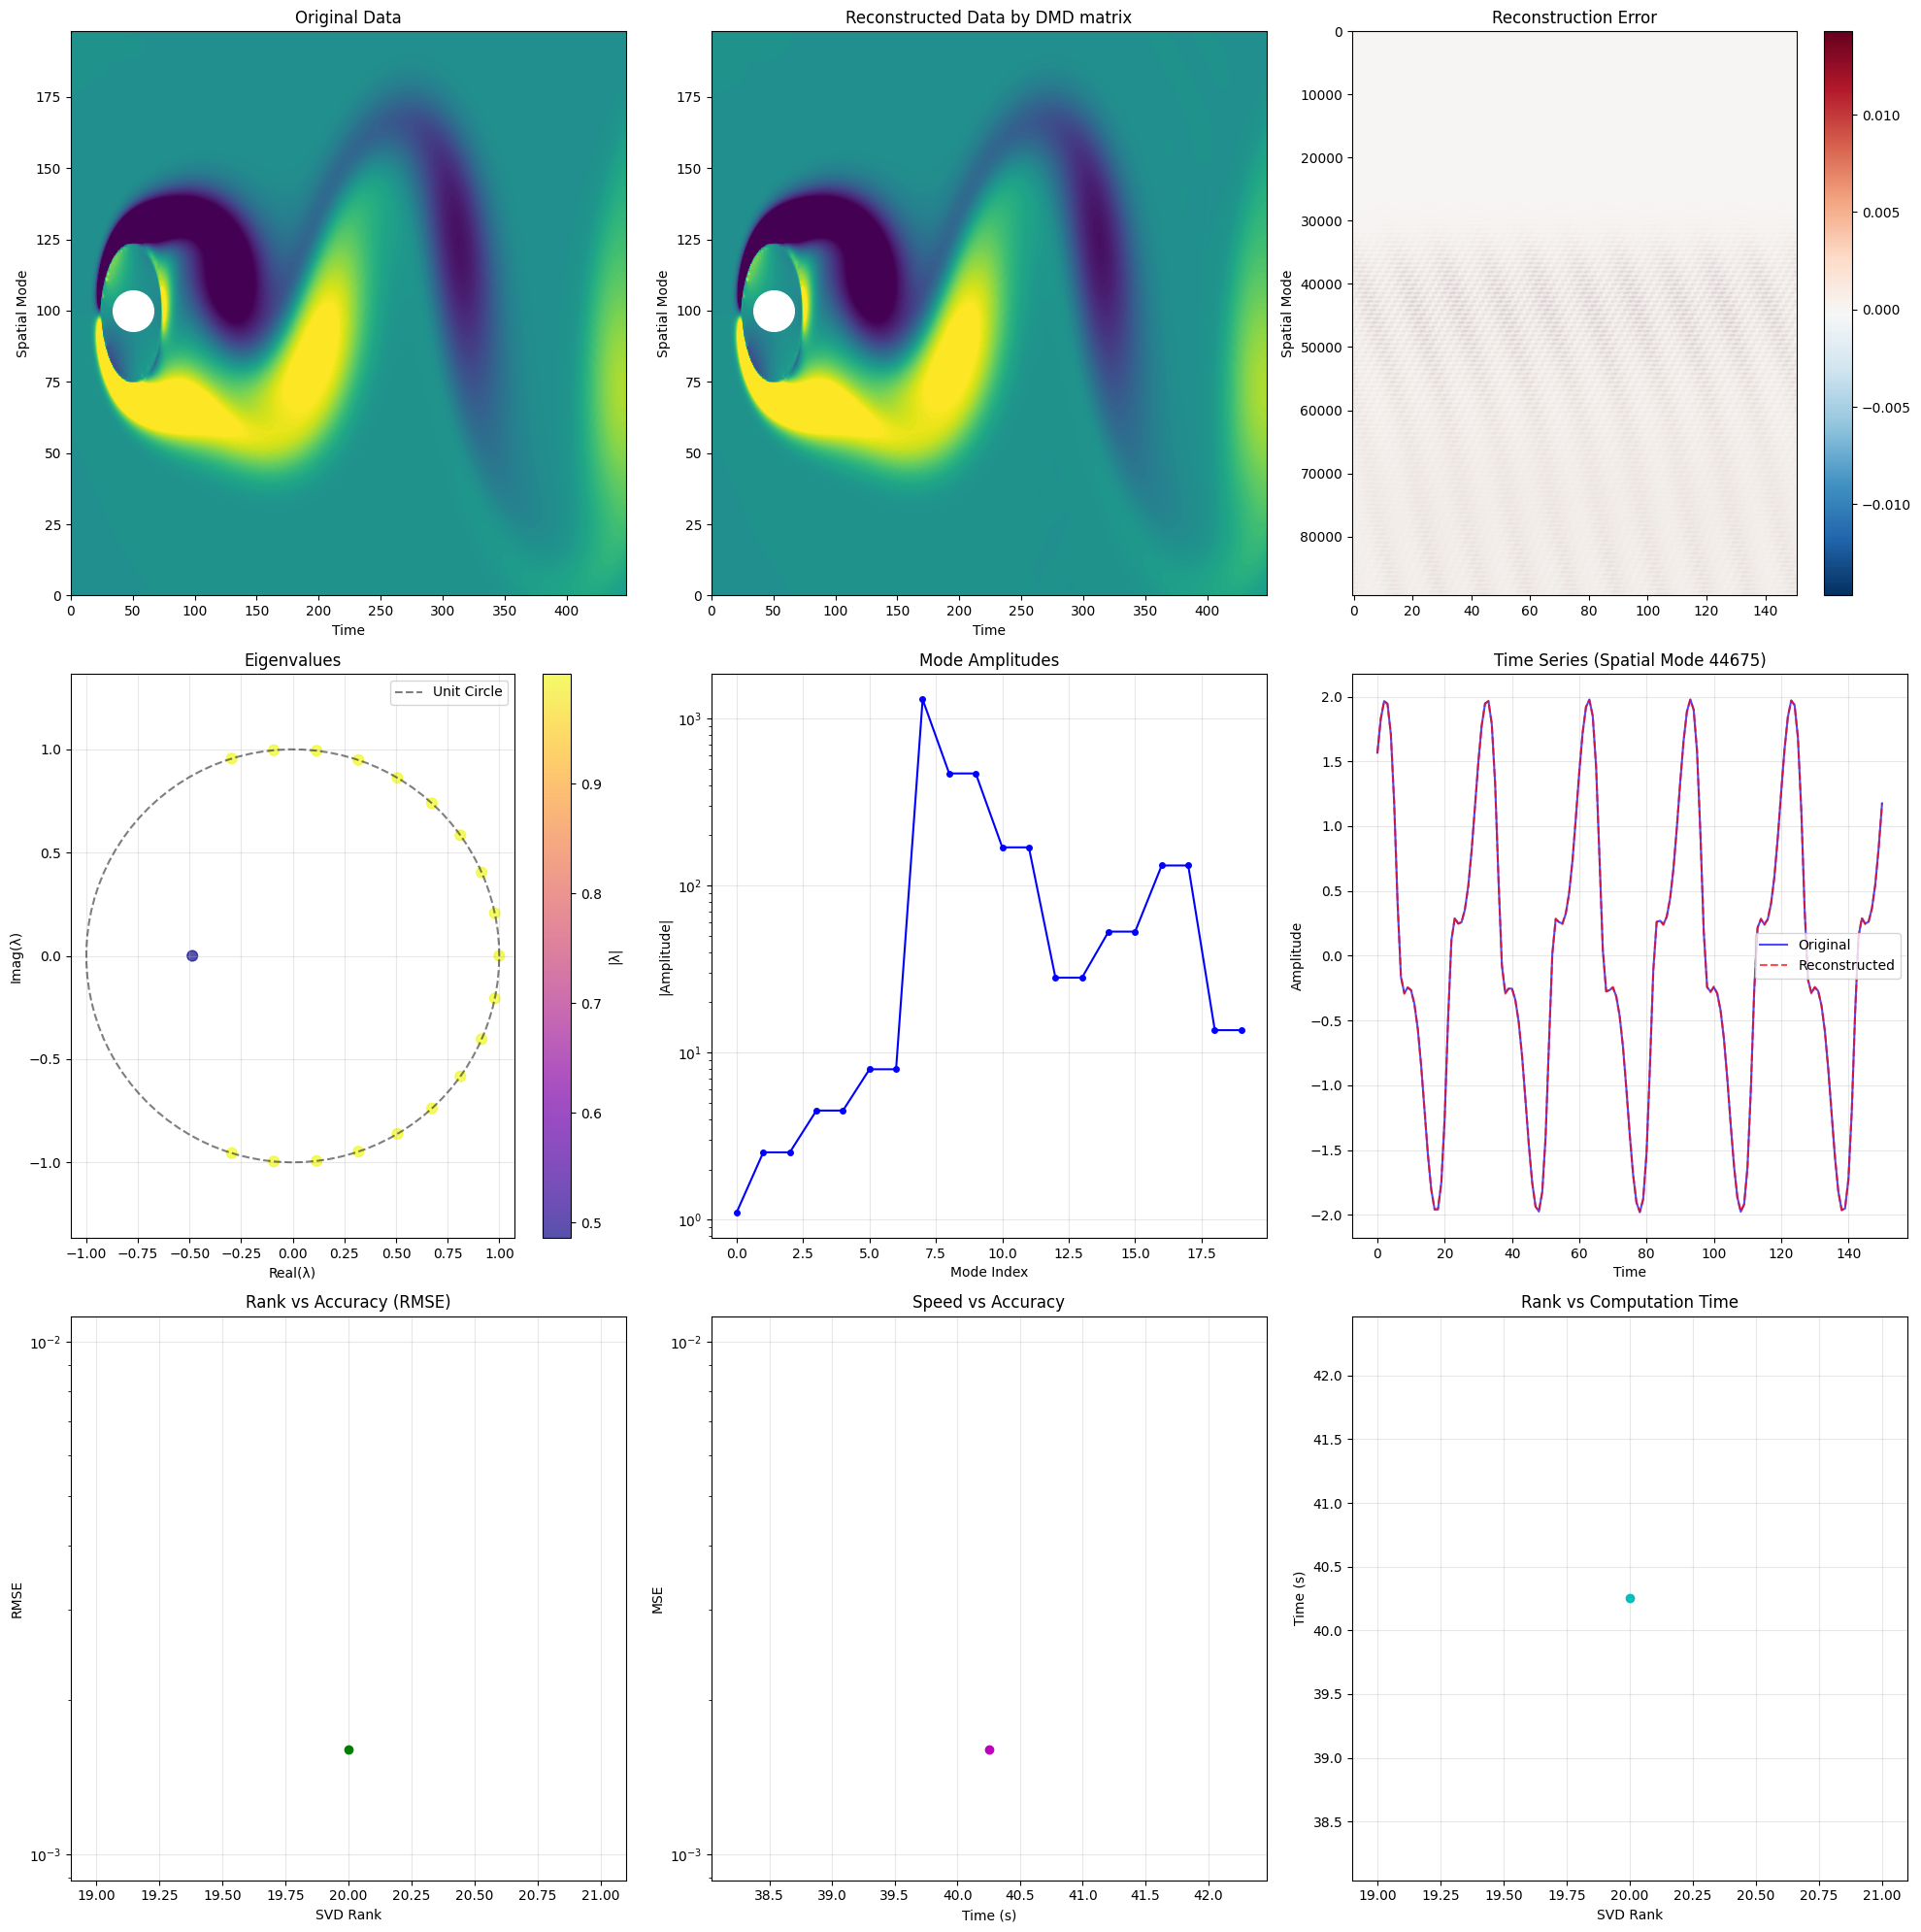 Original Data
175
150
125
100
75
50
25
0
Spatial Mode
0 50 100 150 200 250 300 350 400
Time
Reconstructed Data by DMD matrix
175
150
125
100
75
50
25
0
Spatial Mode
0 50 100 150 200 250 300 350 400
Time
Reconstruction Error
0
10000
20000
30000
40000
50000
60000
70000
80000
Spatial Mode
0 20 40 60 80 100 120 140
0.010
0.005
0.000
−0.005
−0.010
Eigenvalues
Unit Circle
1.0
0.5
0.0
−0.5
−1.0
Imag(λ)
−1.00 −0.75 −0.50 −0.25 0.00 0.25 0.50 0.75 1.00
Real(λ)
0.9
0.8
0.7
0.6
0.5
|λ|
Mode Amplitudes
10³
10²
10¹
10⁰
|Amplitude|
0.0 2.5 5.0 7.5 10.0 12.5 15.0 17.5
Mode Index
Time Series (Spatial Mode 44675)
2.0
1.5
1.0
0.5
0.0
−0.5
−1.0
−1.5
−2.0
Amplitude
Original
Reconstructed
0 20 40 60 80 100 120 140
Time
Rank vs Accuracy (RMSE)
10⁻²
10⁻³
RMSE
19.00 19.25 19.50 19.75 20.00 20.25 20.50 20.75 21.00
SVD Rank
Speed vs Accuracy
10⁻²
10⁻³
MSE
38.5 39.0 39.5 40.0 40.5 41.0 41.5 42.0
Time (s)
Rank vs Computation Time
42.0
41.5
41.0
40.5
40.0
39.5
39.0
38.5
Time (s)
19.00 19.25 19.50 19.75 20.00 20.25 20.50 20.75 21.00
SVD Rank